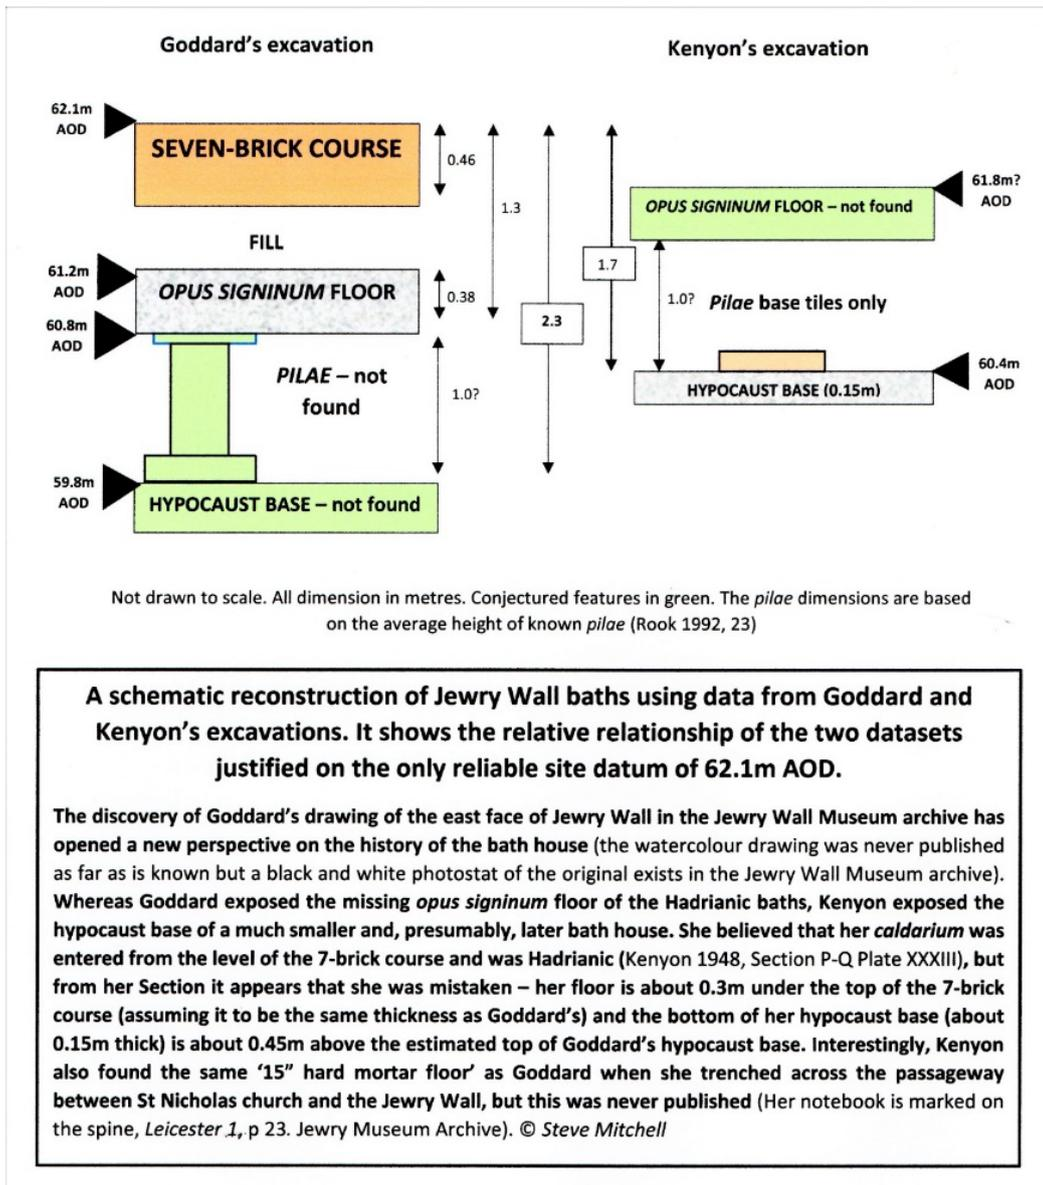 Goddard's excavation
Kenyon's excavation
62.1m
AOD
SEVEN-BRICK COURSE
0.46
1.3
61.8m?
AOD
OPUS SIGNINUM FLOOR – not found
FILL
61.2m
AOD
OPUS SIGNINUM FLOOR
0.38
1.7
1.0?
Pilae base tiles only
60.8m
AOD
2.3
PILAE – not
found
1.0?
60.4m
AOD
HYPOCAUST BASE (0.15m)
59.8m
AOD
HYPOCAUST BASE – not found
Not drawn to scale. All dimension in metres. Conjectured features in green. The pilae dimensions are based
on the average height of known pilae (Rook 1992, 23)
A schematic reconstruction of Jewry Wall baths using data from Goddard and
Kenyon's excavations. It shows the relative relationship of the two datasets
justified on the only reliable site datum of 62.1m AOD.
The discovery of Goddard's drawing of the east face of Jewry Wall in the Jewry Wall Museum archive has
opened a new perspective on the history of the bath house (the watercolour drawing was never published
as far as is known but a black and white photostat of the original exists in the Jewry Wall Museum archive).
Whereas Goddard exposed the missing opus signinum floor of the Hadrianic baths, Kenyon exposed the
hypocaust base of a much smaller and, presumably, later bath house. She believed that her caldarium was
entered from the level of the 7-brick course and was Hadrianic (Kenyon 1948, Section P-Q Plate XXXIII), but
from her Section it appears that she was mistaken – her floor is about 0.3m under the top of the 7-brick
course (assuming it to be the same thickness as Goddard's) and the bottom of her hypocaust base (about
0.15m thick) is about 0.45m above the estimated top of Goddard's hypocaust base. Interestingly, Kenyon
also found the same '15" hard mortar floor' as Goddard when she trenched across the passageway
between St Nicholas church and the Jewry Wall, but this was never published (Her notebook is marked on
the spine, Leicester 1, p 23. Jewry Museum Archive). © Steve Mitchell